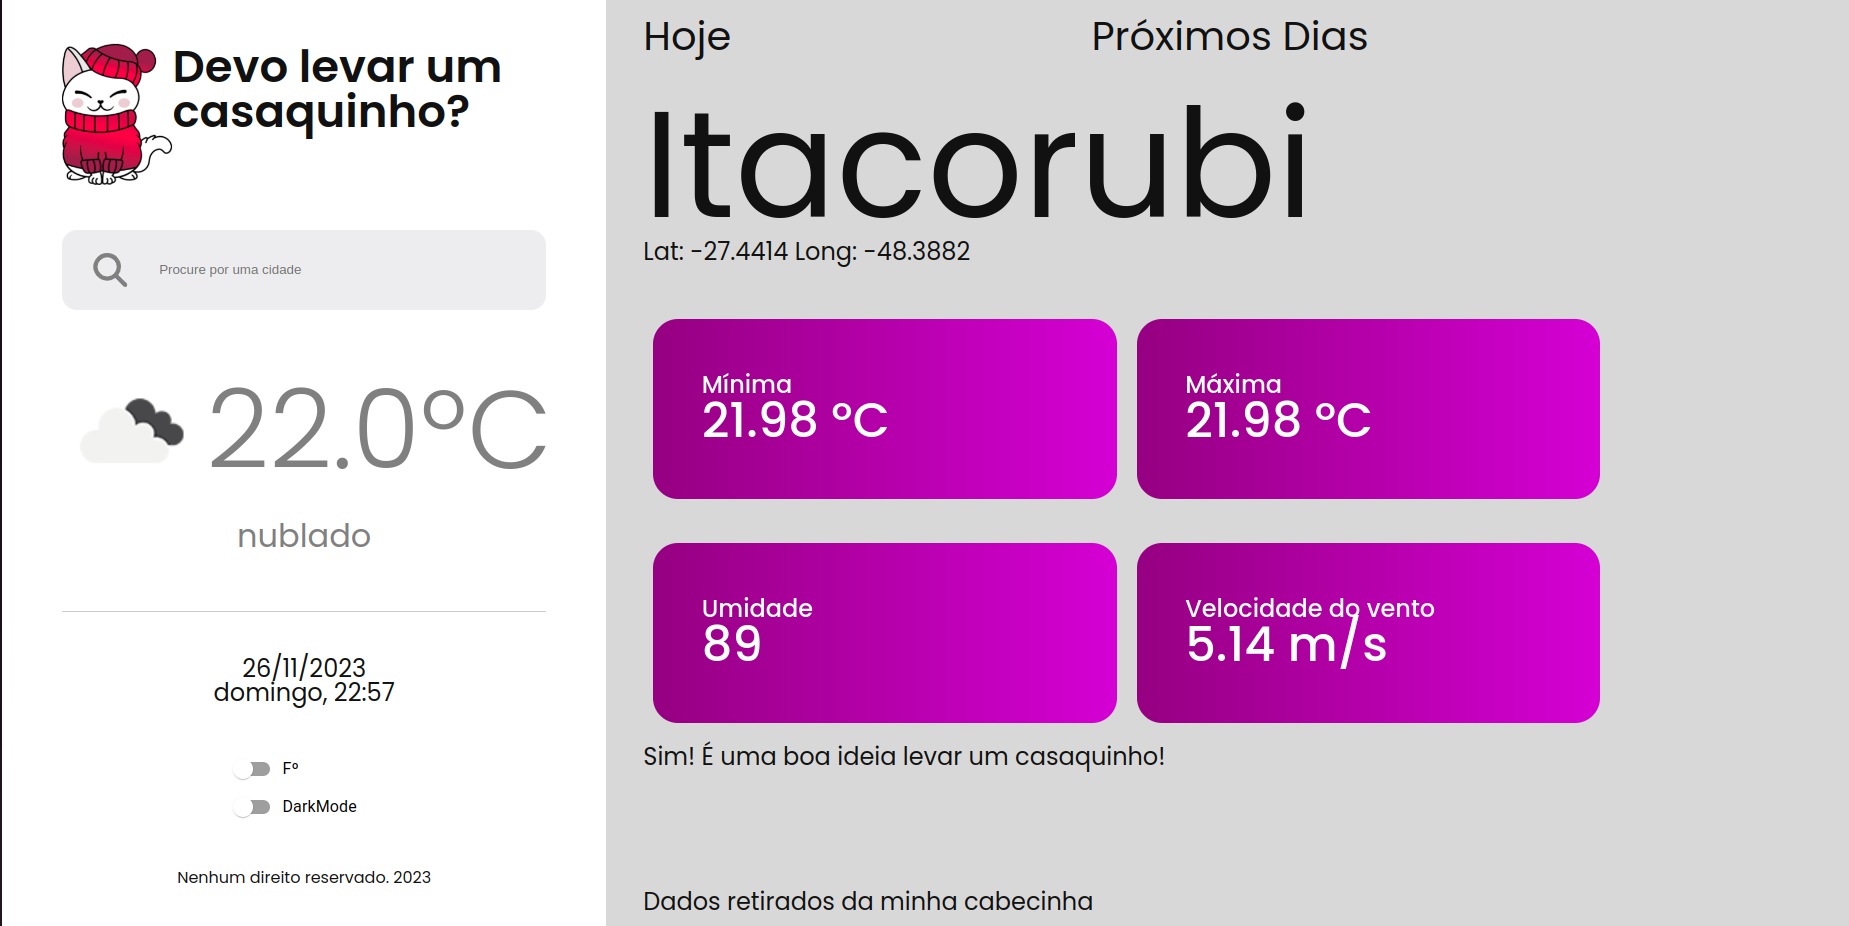 Devo levar um
casaquinho?
Procure por uma cidade
22.0°C
nublado
26/11/2023
domingo, 22:57
Fº
DarkMode
Nenhum direito reservado. 2023
Hoje
Próximos Dias
Itacorubi
Lat: -27.4414 Long: -48.3882
Mínima
21.98 °C
Máxima
21.98 °C
Umidade
89
Velocidade do vento
5.14 m/s
Sim! É uma boa ideia levar um casaquinho!
Dados retirados da minha cabecinha